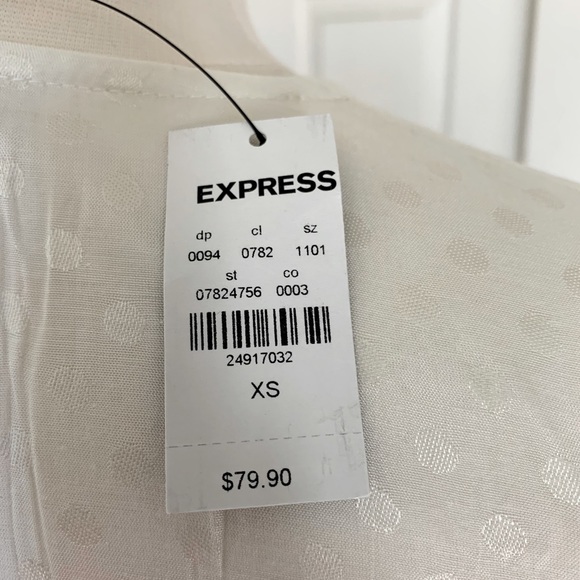 EXPRESS
dp cl sz
0094 0782 1101
st co
07824756 0003
24917032
XS
$79.90